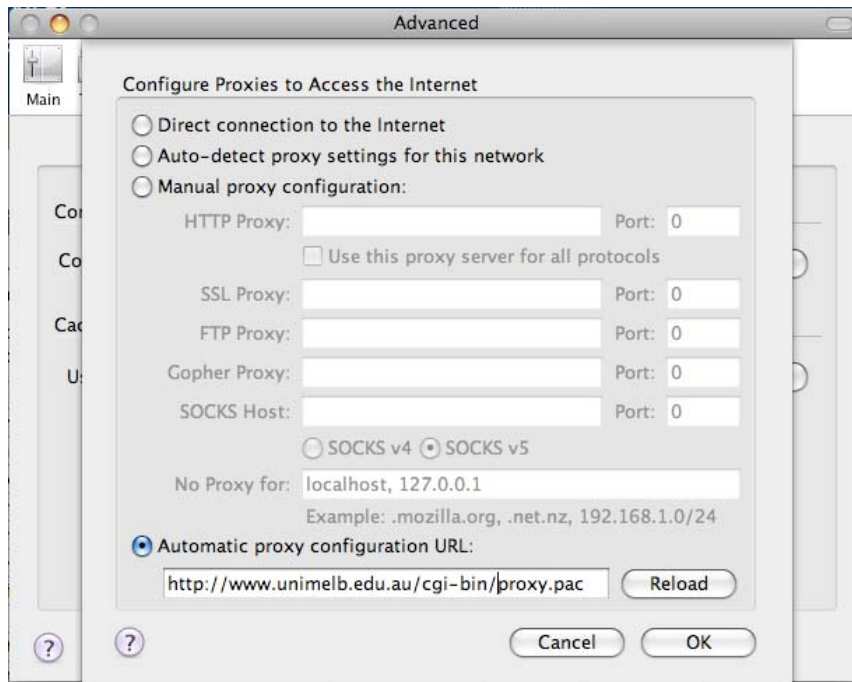 Advanced
Main
Configure Proxies to Access the Internet
Direct connection to the Internet
Auto-detect proxy settings for this network
Manual proxy configuration:
HTTP Proxy: Port: 0
Use this proxy server for all protocols
SSL Proxy: Port: 0
FTP Proxy: Port: 0
Gopher Proxy: Port: 0
SOCKS Host: Port: 0
SOCKS v4 SOCKS v5
No Proxy for: localhost, 127.0.0.1
Example: .mozilla.org, .net.nz, 192.168.1.0/24
Automatic proxy configuration URL:
http://www.unimelb.edu.au/cgi-bin/proxy.pac Reload
? ? Cancel OK